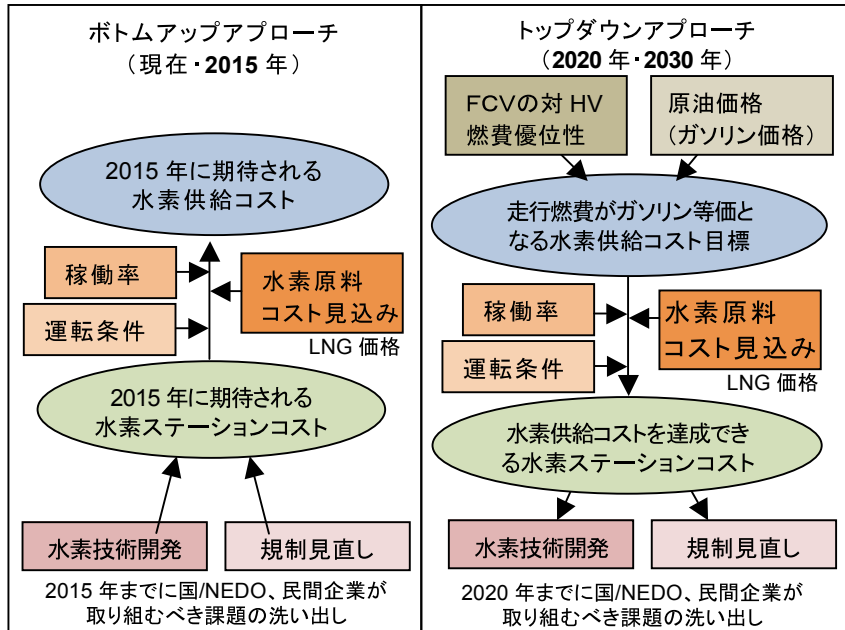 ボトムアップアプローチ
（現在・2015 年）
2015 年に期待される
水素供給コスト
稼働率
運転条件
水素原料
コスト見込み
LNG 価格
2015 年に期待される
水素ステーションコスト
水素技術開発
規制見直し
2015 年までに国/NEDO、民間企業が
取り組むべき課題の洗い出し
トップダウンアプローチ
（2020 年・2030 年）
FCVの対 HV
燃費優位性
原油価格
（ガソリン価格）
走行燃費がガソリン等価と
なる水素供給コスト目標
稼働率
運転条件
水素原料
コスト見込み
LNG 価格
水素供給コストを達成でき
る水素ステーションコスト
水素技術開発
規制見直し
2020 年までに国/NEDO、民間企業が
取り組むべき課題の洗い出し